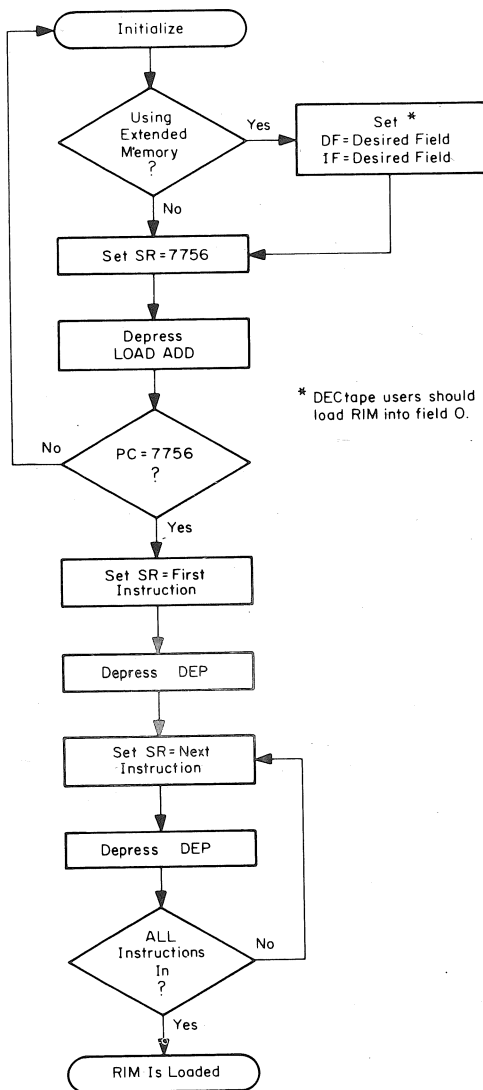 Initialize
Using
Extended
Memory
?
Yes
Set *
DF=Desired Field
IF=Desired Field
No
Set SR=7756
Depress
LOAD ADD
* DECtape users should
load RIM into field 0.
No
PC=7756
?
Yes
Set SR=First
Instruction
Depress DEP
Set SR=Next
Instruction
Depress DEP
ALL
Instructions
In
?
No
Yes
RIM Is Loaded